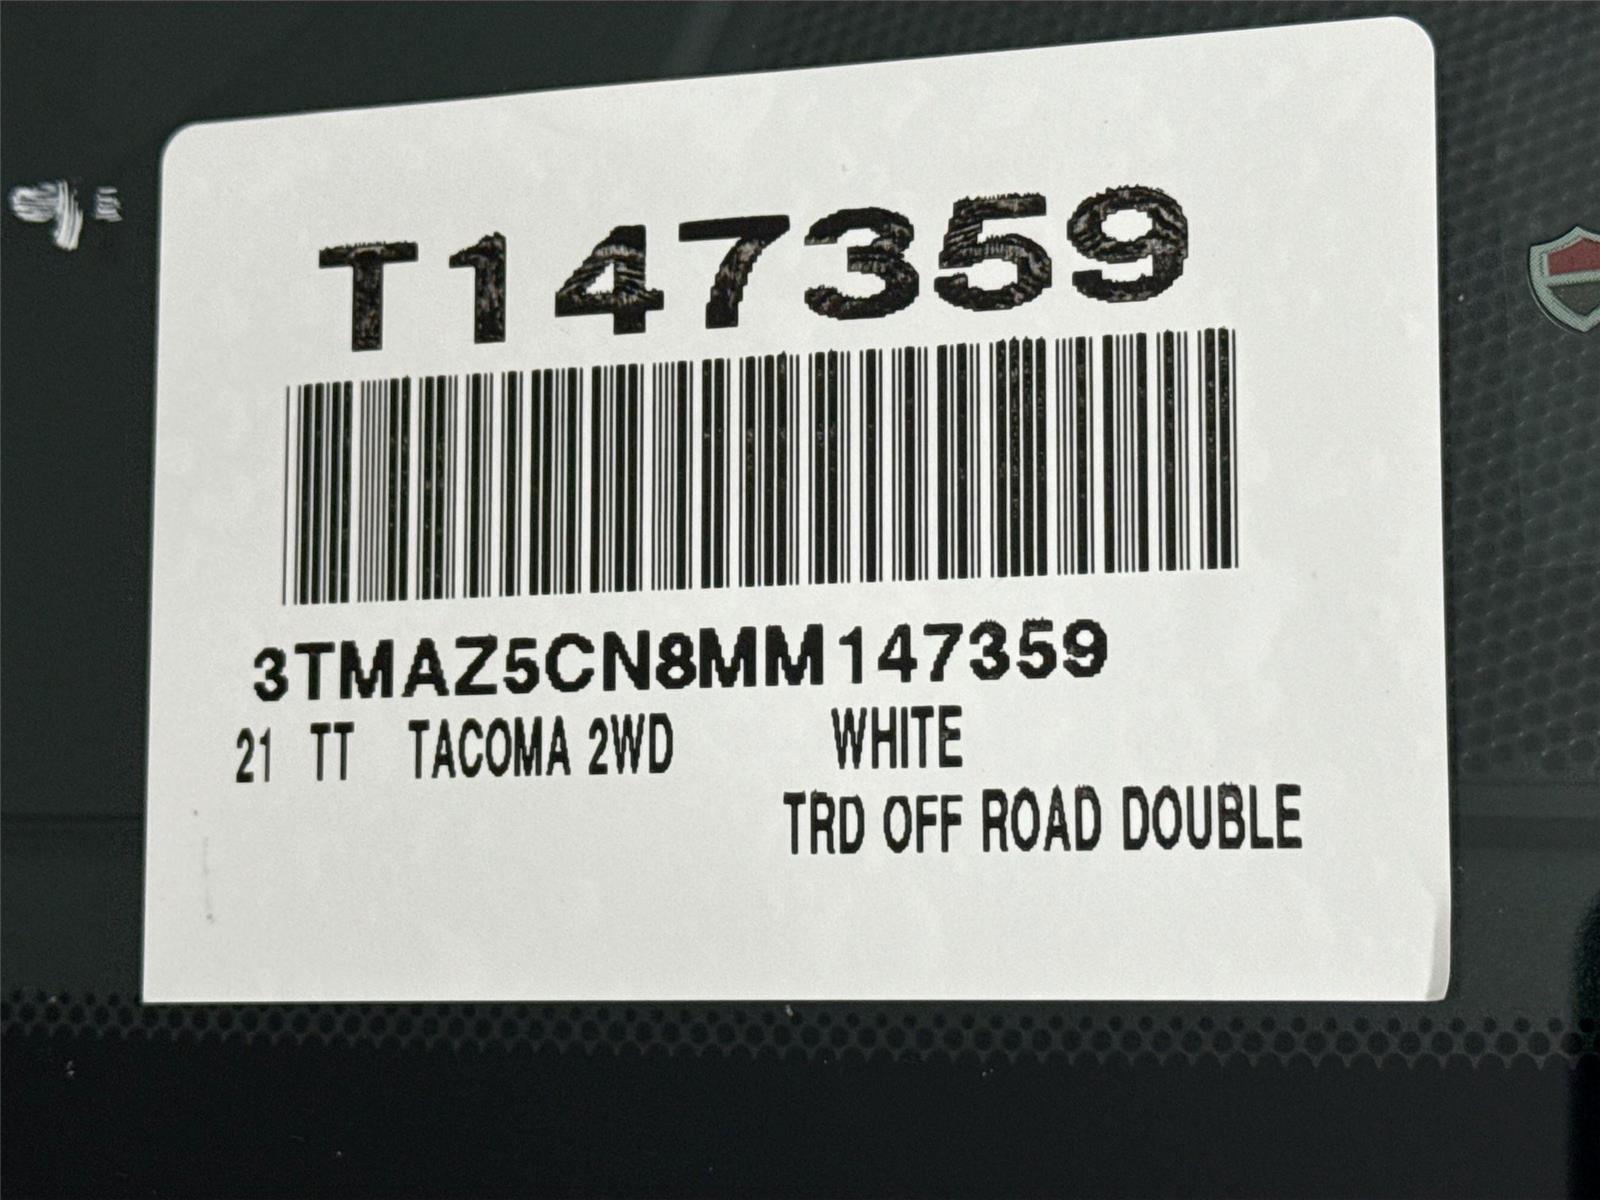 T147359
3TMAZ5CN8MM147359
21 TT TACOMA 2WD WHITE
TRD OFF ROAD DOUBLE